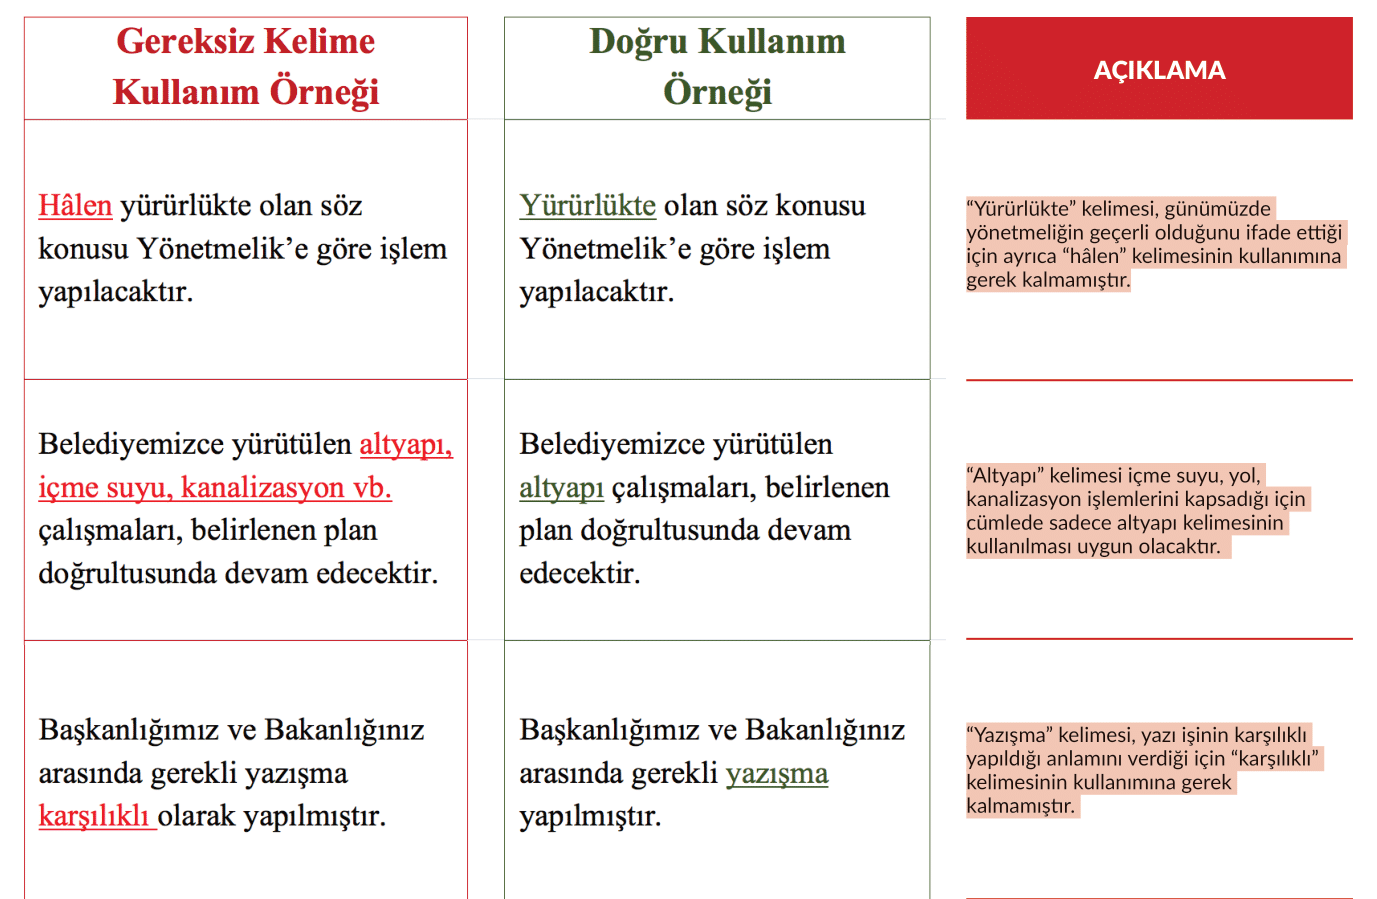 Gereksiz Kelime
Kullanım Örneği
Doğru Kullanım
Örneği
AÇIKLAMA
Hâlen yürürlükte olan söz
konusu Yönetmelik’e göre işlem
yapılacaktır.
Yürürlükte olan söz konusu
Yönetmelik’e göre işlem
yapılacaktır.
“Yürürlükte” kelimesi, günümüzde
yönetmeliğin geçerli olduğunu ifade ettiği
için ayrıca “hâlen” kelimesinin kullanımına
gerek kalmamıştır.
Belediyemizce yürütülen altyapı,
içme suyu, kanalizasyon vb.
çalışmaları, belirlenen plan
doğrultusunda devam edecektir.
Belediyemizce yürütülen
altyapı çalışmaları, belirlenen
plan doğrultusunda devam
edecektir.
“Altyapı” kelimesi içme suyu, yol,
kanalizasyon işlemlerini kapsadığı için
cümlede sadece altyapı kelimesinin
kullanılması uygun olacaktır.
Başkanlığımız ve Bakanlığınız
arasında gerekli yazışma
karşılıklı olarak yapılmıştır.
Başkanlığımız ve Bakanlığınız
arasında gerekli yazışma
yapılmıştır.
“Yazışma” kelimesi, yazı işinin karşılıklı
yapıldığı anlamını verdiği için “karşılıklı”
kelimesinin kullanımına gerek
kalmamıştır.